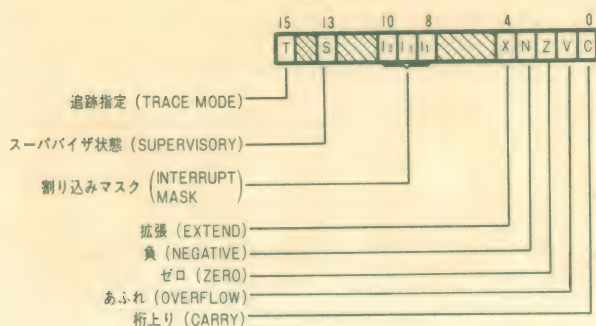 15 13 10 8 4 0
T S I₂ I₁ I₁ X N Z V C
追跡指定 (TRACE MODE)
スーパバイザ状態 (SUPERVISORY)
割り込みマスク (INTERRUPT
MASK)
拡張 (EXTEND)
負 (NEGATIVE)
ゼロ (ZERO)
あふれ (OVERFLOW)
桁上り (CARRY)